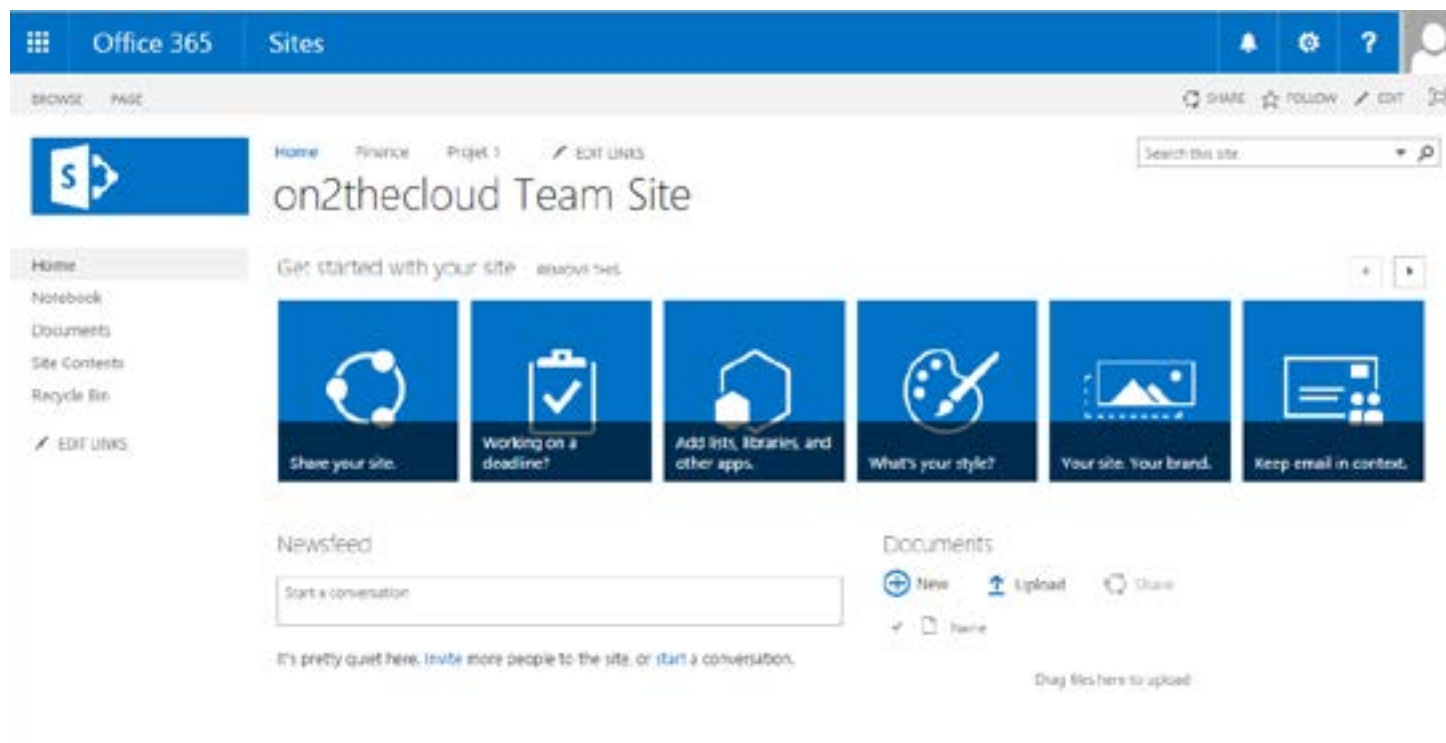 Office 365 Sites ?
BROWSE PAGE SHARE FOLLOW EDIT
S
Home Finance Projet 1 EDIT LINKS
Search this site
on2thecloud Team Site
Home
Notebook
Documents
Site Contents
Recycle Bin
EDIT LINKS
Get started with your site REMOVE THIS
Share your site.
Working on a
deadline?
Add lists, libraries, and
other apps.
What's your style?
Your site. Your brand.
Keep email in context.
Newsfeed
Start a conversation
It's pretty quiet here. Invite more people to the site, or start a conversation.
Documents
New Upload Share
Name
Drag files here to upload